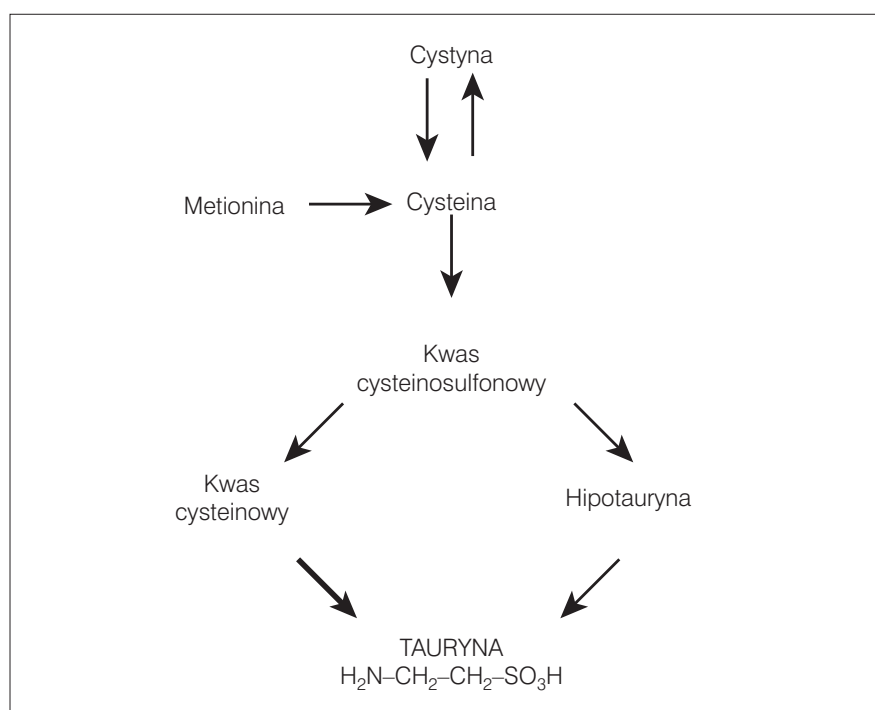 Cystyna
Metionina
Cysteina
Kwas
cysteinosulfonowy
Kwas
cysteinowy
Hipotauryna
TAURYNA
H₂N–CH₂–CH₂–SO₃H